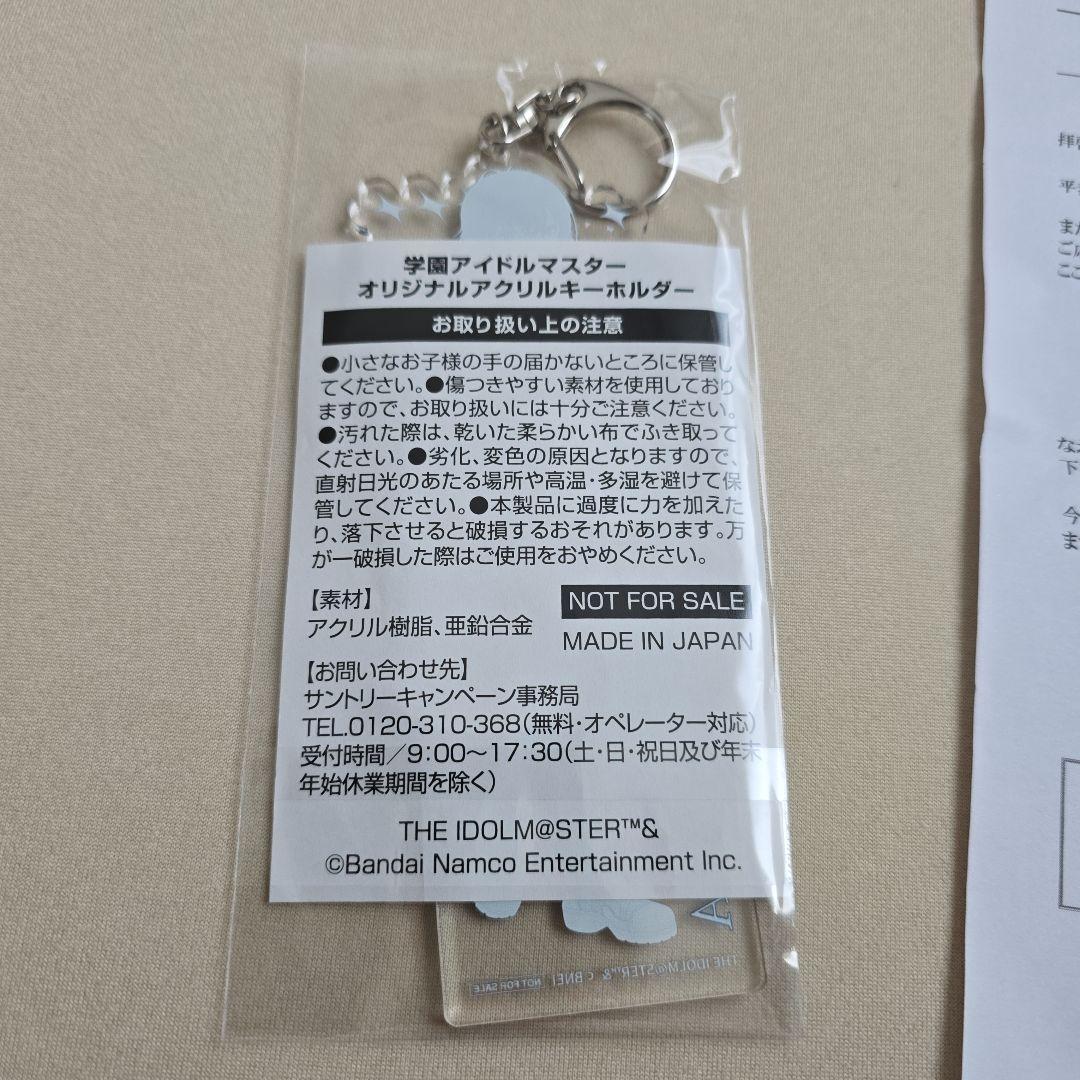 学園アイドルマスター
オリジナルアクリルキーホルダー
お取り扱い上の注意
●小さなお子様の手の届かないところに保管し
てください。●傷つきやすい素材を使用しており
ますので、お取り扱いには十分ご注意ください。
●汚れた際は、乾いた柔らかい布でふき取って
ください。●劣化、変色の原因となりますので、
直射日光のあたる場所や高温・多湿を避けて保
管してください。●本製品に過度に力を加えた
り、落下させると破損するおそれがあります。万
が一破損した際はご使用をおやめください。
【素材】
アクリル樹脂、亜鉛合金
NOT FOR SALE
MADE IN JAPAN
【お問い合わせ先】
サントリーキャンペーン事務局
TEL.0120-310-368(無料・オペレーター対応)
受付時間／9:00〜17:30(土・日・祝日及び年末
年始休業期間を除く)
THE IDOLM@STER™&
©Bandai Namco Entertainment Inc.
A
THE IDOLM@STER™& © BNEI NOT FOR SALE
ま
ご
ここ
下
今
ま